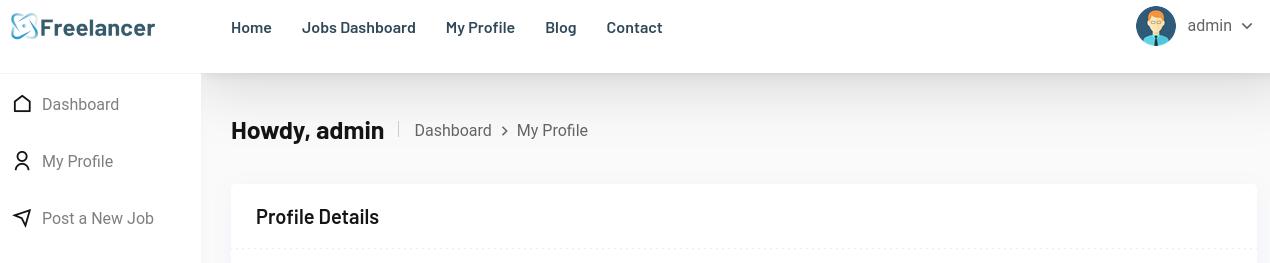 Freelancer Home Jobs Dashboard My Profile Blog Contact admin
Dashboard
My Profile
Post a New Job
Howdy, admin Dashboard > My Profile
Profile Details